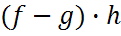 (f − g) · h